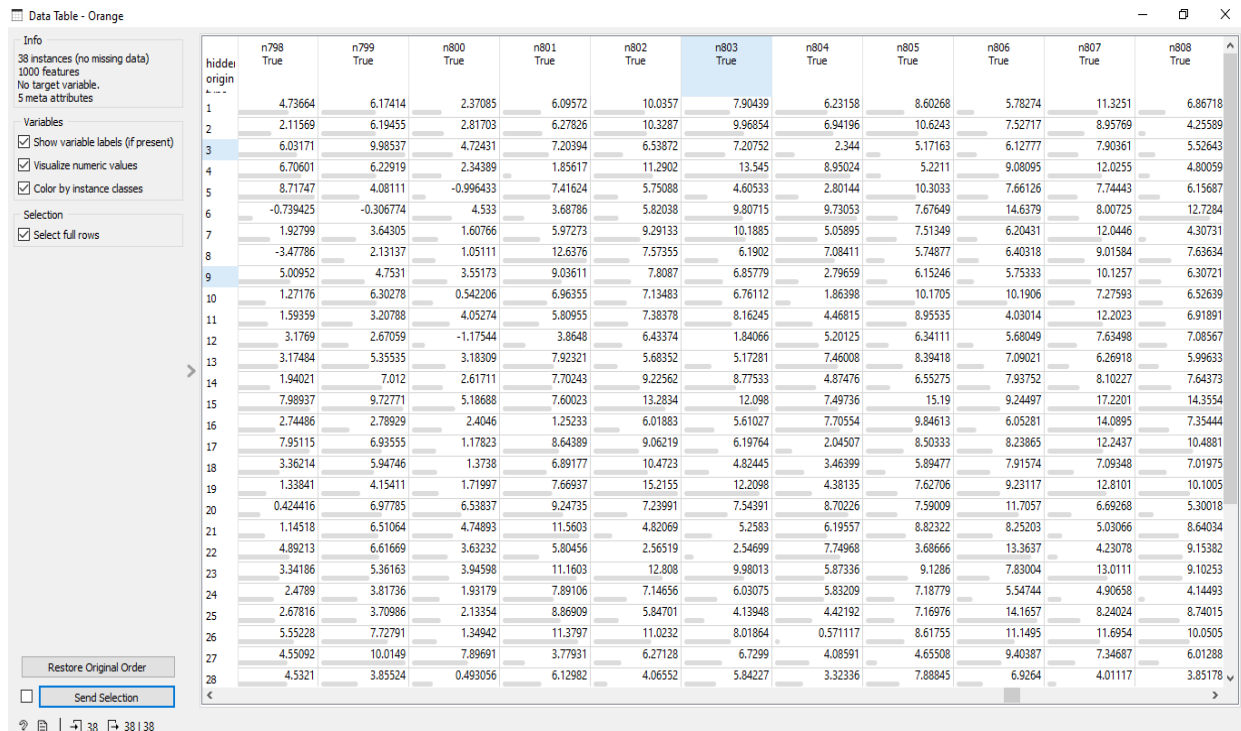 Data Table - Orange
Info
38 instances (no missing data)
1000 features
No target variable.
5 meta attributes
Variables
Show variable labels (if present)
Visualize numeric values
Color by instance classes
Selection
Select full rows
Restore Original Order
Send Selection
38 38 | 38
n798 n799 n800 n801 n802 n803 n804 n805 n806 n807 n808
hidden True True True True True True True True True True True
origin
1 4.73664 6.17414 2.37085 6.09572 10.0357 7.90439 6.23158 8.60268 5.78274 11.3251 6.86718
2 2.11569 6.19455 2.81703 6.27826 10.3287 9.96854 6.94196 10.6243 7.52717 8.95769 4.25589
3 6.03171 9.98537 4.72431 7.20394 6.53872 7.20752 2.344 5.17163 6.12777 7.90361 5.52643
4 6.70601 6.22919 2.34389 1.85617 11.2902 13.545 8.95024 5.2211 9.08095 12.0255 4.80059
5 8.71747 4.08111 -0.996433 7.41624 5.75088 4.60533 2.80144 10.3033 7.66126 7.74443 6.15687
6 -0.739425 -0.306774 4.533 3.68786 5.82038 9.80715 9.73053 7.67649 14.6379 8.00725 12.7284
7 1.92799 3.64305 1.60766 5.97273 9.29133 10.1885 5.05895 7.51349 6.20431 12.0446 4.30731
8 -3.47786 2.13137 1.05111 12.6376 7.57355 6.1902 7.08411 5.74877 6.40318 9.01584 7.63634
9 5.00952 4.7531 3.55173 9.03611 7.8087 6.85779 2.79659 6.15246 5.75333 10.1257 6.30721
10 1.27176 6.30278 0.542206 6.96355 7.13483 6.76112 1.86398 10.1705 10.1906 7.27593 6.52639
11 1.59359 3.20788 4.05274 5.80955 7.38378 8.16245 4.46815 8.95535 4.03014 12.2023 6.91891
12 3.1769 2.67059 -1.17544 3.8648 6.43374 1.84066 5.20125 6.34111 5.68049 7.63498 7.08567
13 3.17484 5.35535 3.18309 7.92321 5.68352 5.17281 7.46008 8.39418 7.09021 6.26918 5.99633
14 1.94021 7.012 2.61711 7.70243 9.22562 8.77533 4.87476 6.55275 7.93752 8.10227 7.64373
15 7.98937 9.72771 5.18688 7.60023 13.2834 12.098 7.49736 15.19 9.24497 17.2201 14.3554
16 2.74486 2.78929 2.4046 1.25233 6.01883 5.61027 7.70554 9.84613 6.05281 14.0895 7.35444
17 7.95115 6.93555 1.17823 8.64389 9.06219 6.19764 2.04507 8.50333 8.23865 12.2437 10.4881
18 3.36214 5.94746 1.3738 6.89177 10.4723 4.82445 3.46399 5.89477 7.91574 7.09348 7.01975
19 1.33841 4.15411 1.71997 7.66937 15.2155 12.2098 4.38135 7.62706 9.23117 12.8101 10.1005
20 0.424416 6.97785 6.53837 9.24735 7.23991 7.54391 8.70226 7.59009 11.7057 6.69268 5.30018
21 1.14518 6.51064 4.74893 11.5603 4.82069 5.2583 6.19557 8.82322 8.25203 5.03066 8.64034
22 4.89213 6.61669 3.63232 5.80456 2.56519 2.54699 7.74968 3.68666 13.3637 4.23078 9.15382
23 3.34186 5.36163 3.94598 11.1603 12.808 9.98013 5.87336 9.1286 7.83004 13.0111 9.10253
24 2.4789 3.81736 1.93179 7.89106 7.14656 6.03075 5.83209 7.18779 5.54744 4.90658 4.14493
25 2.67816 3.70986 2.13354 8.86909 5.84701 4.13948 4.42192 7.16976 14.1657 8.24024 8.74015
26 5.55228 7.72791 1.34942 11.3797 11.0232 8.01864 0.571117 8.61755 11.1495 11.6954 10.0505
27 4.55092 10.0149 7.89691 3.77931 6.27128 6.7299 4.08591 4.65508 9.40387 7.34687 6.01288
28 4.5321 3.85524 0.493056 6.12982 4.06552 5.84227 3.32336 7.88845 6.9264 4.01117 3.85178